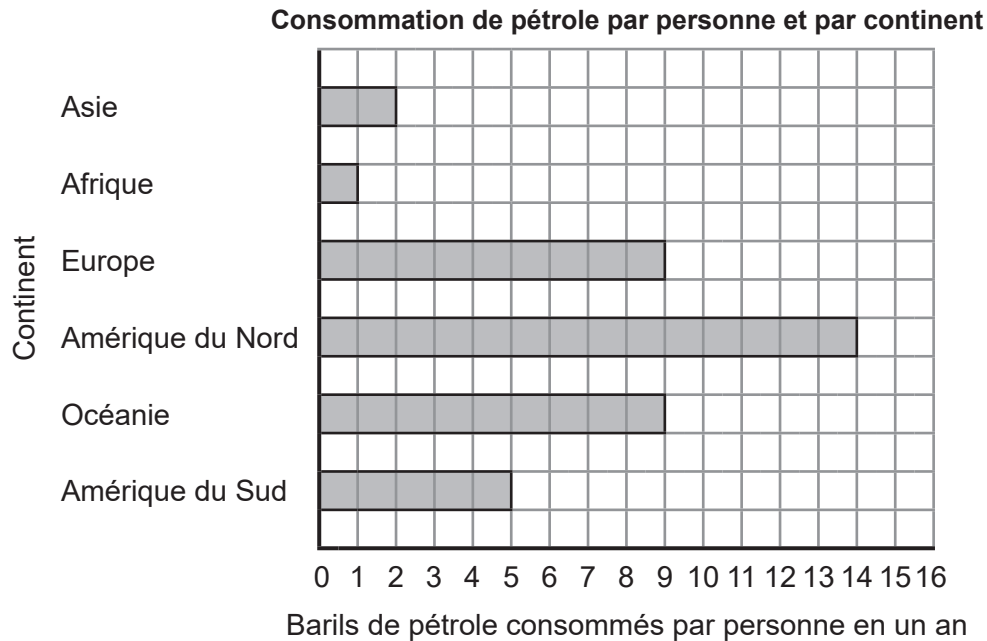 Consommation de pétrole par personne et par continent
Continent
Asie
Afrique
Europe
Amérique du Nord
Océanie
Amérique du Sud
0 1 2 3 4 5 6 7 8 9 10 11 12 13 14 15 16
Barils de pétrole consommés par personne en un an